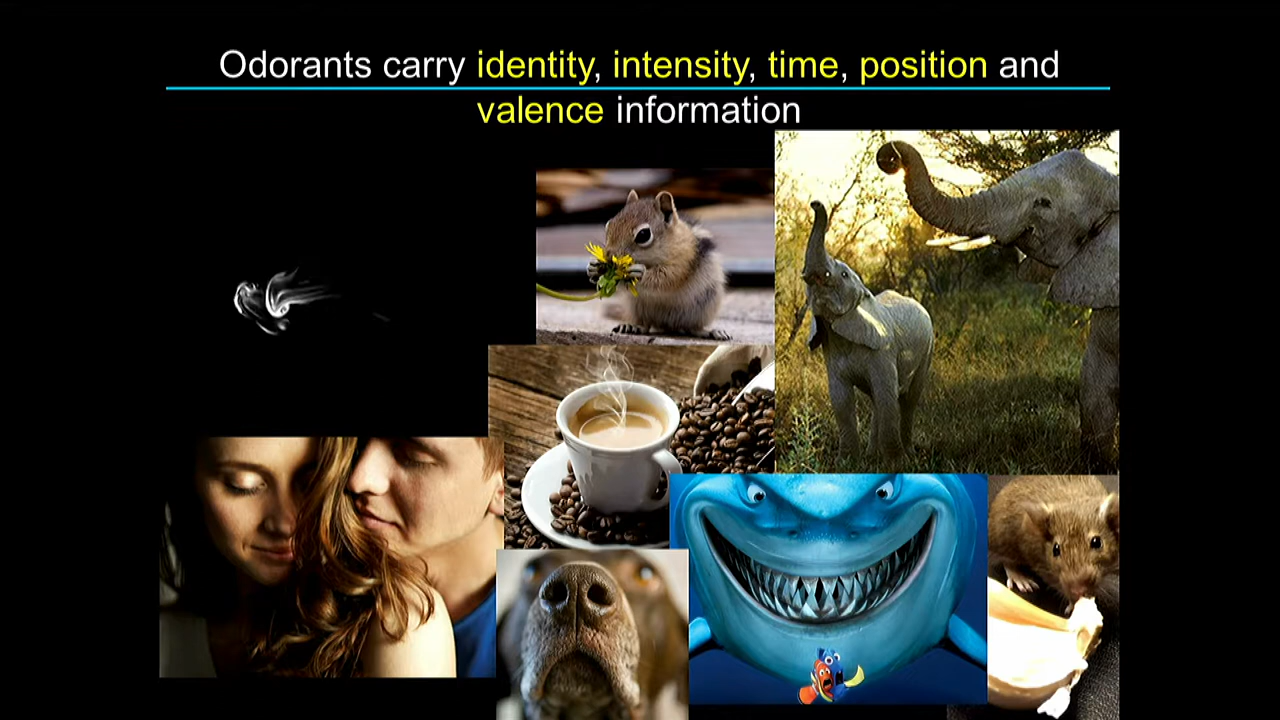 Odorants carry identity, intensity, time, position and
valence information